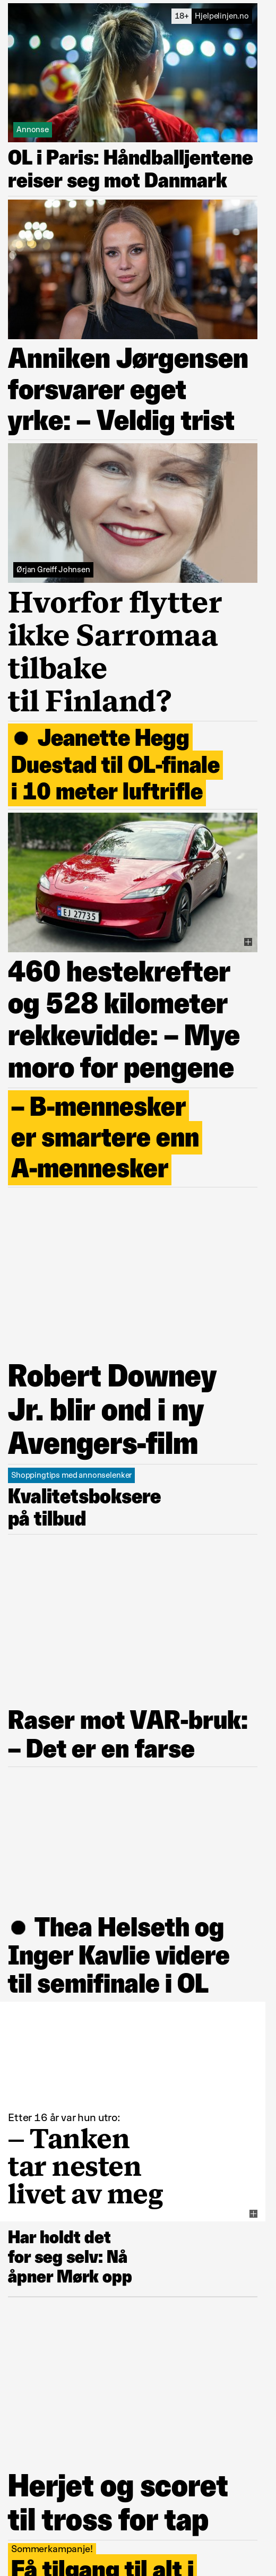 18+ Hjelpelinjen.no
Annonse
OL i Paris: Håndballjentene
reiser seg mot Danmark
Anniken Jørgensen
forsvarer eget
yrke: – Veldig trist
Ørjan Greiff Johnsen
Hvorfor flytter
ikke Sarromaa
tilbake
til Finland?
● Jeanette Hegg
Duestad til OL-finale
i 10 meter luftrifle
EJ 27735
460 hestekrefter
og 528 kilometer
rekkevidde: – Mye
moro for pengene
– B-mennesker
er smartere enn
A-mennesker
Robert Downey
Jr. blir ond i ny
Avengers-film
Shoppingtips med annonselenker
Kvalitetsboksere
på tilbud
Raser mot VAR-bruk:
– Det er en farse
● Thea Helseth og
Inger Kavlie videre
til semifinale i OL
Etter 16 år var hun utro:
– Tanken
tar nesten
livet av meg
Har holdt det
for seg selv: Nå
åpner Mørk opp
Herjet og scoret
til tross for tap
Sommerkampanje!
Få tilgang til alt i